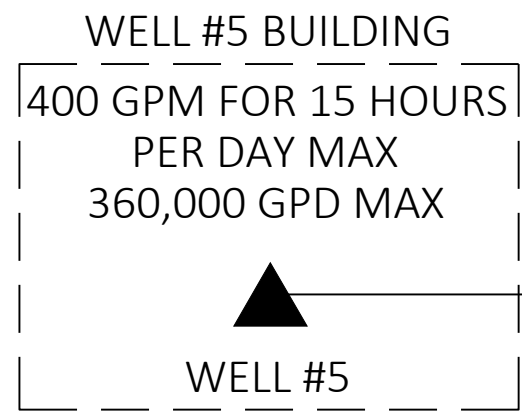 WELL #5 BUILDING
400 GPM FOR 15 HOURS
PER DAY MAX
360,000 GPD MAX
WELL #5